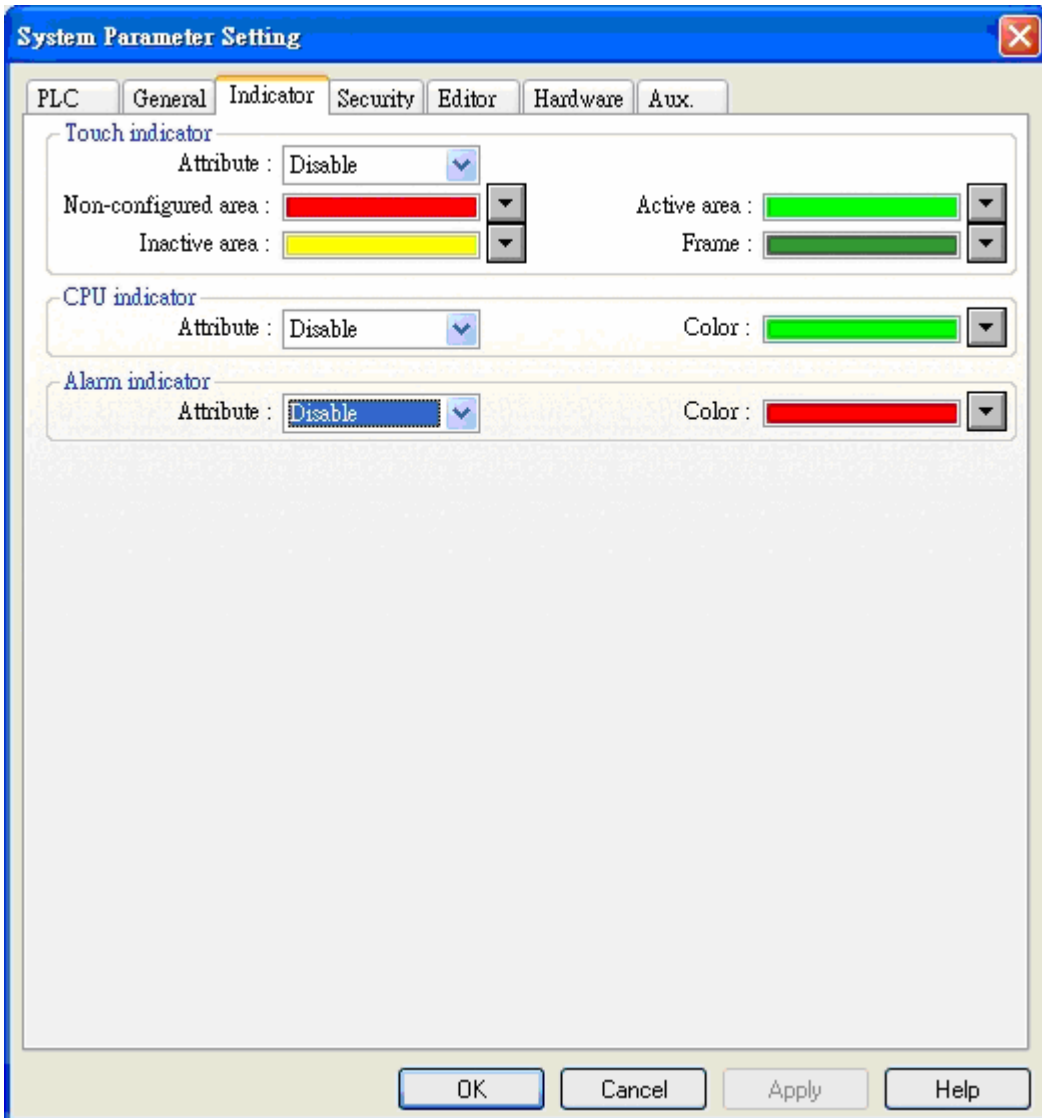 System Parameter Setting
PLC General Indicator Security Editor Hardware Aux.
Touch indicator
Attribute : Disable
Non-configured area : Active area :
Inactive area : Frame :
CPU indicator
Attribute : Disable Color :
Alarm indicator
Attribute : Disable Color :
OK Cancel Apply Help